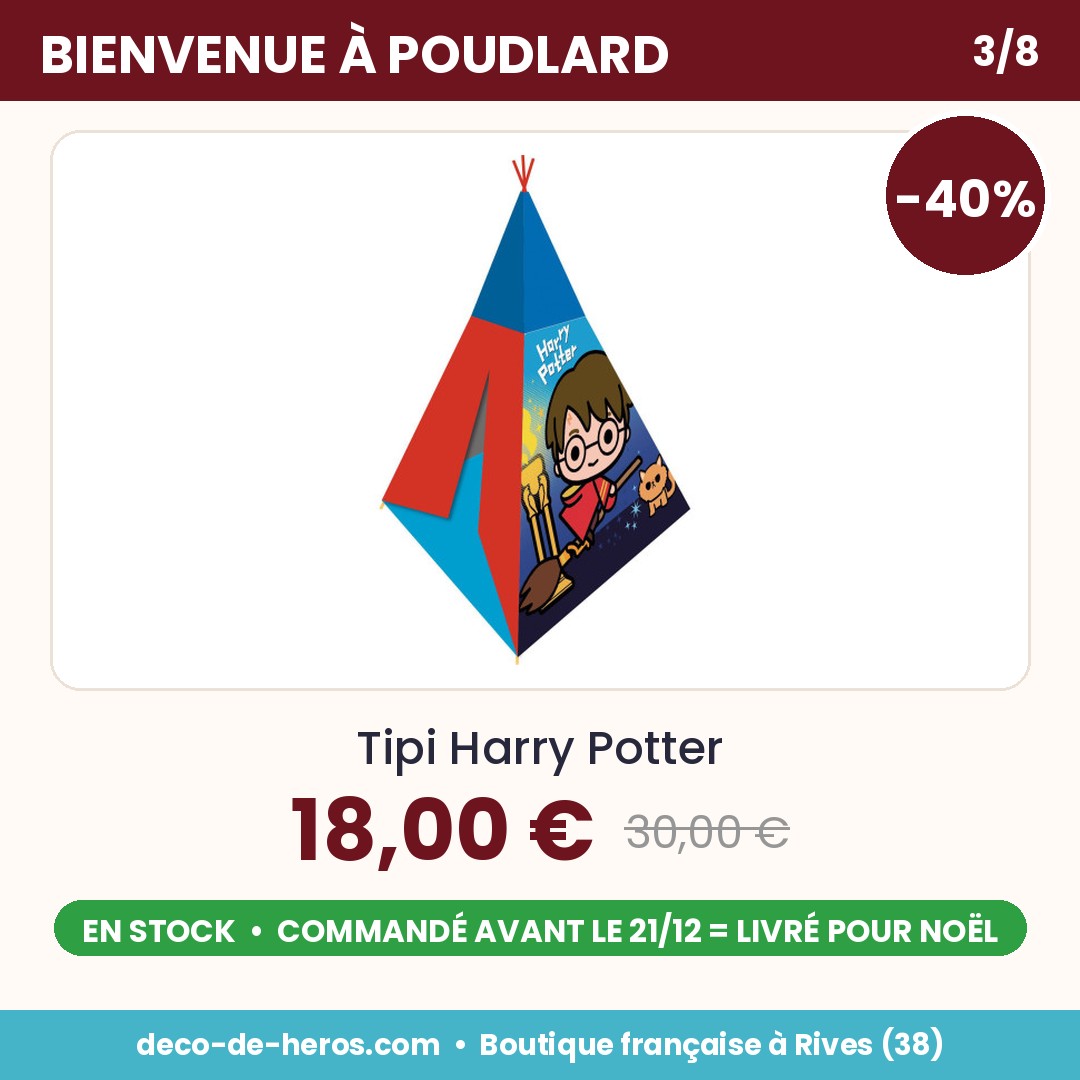 BIENVENUE À POUDLARD
3/8
-40%
Harry
Potter
Tipi Harry Potter
18,00 € 30,00 €
EN STOCK • COMMANDÉ AVANT LE 21/12 = LIVRÉ POUR NOËL
deco-de-heros.com • Boutique française à Rives (38)